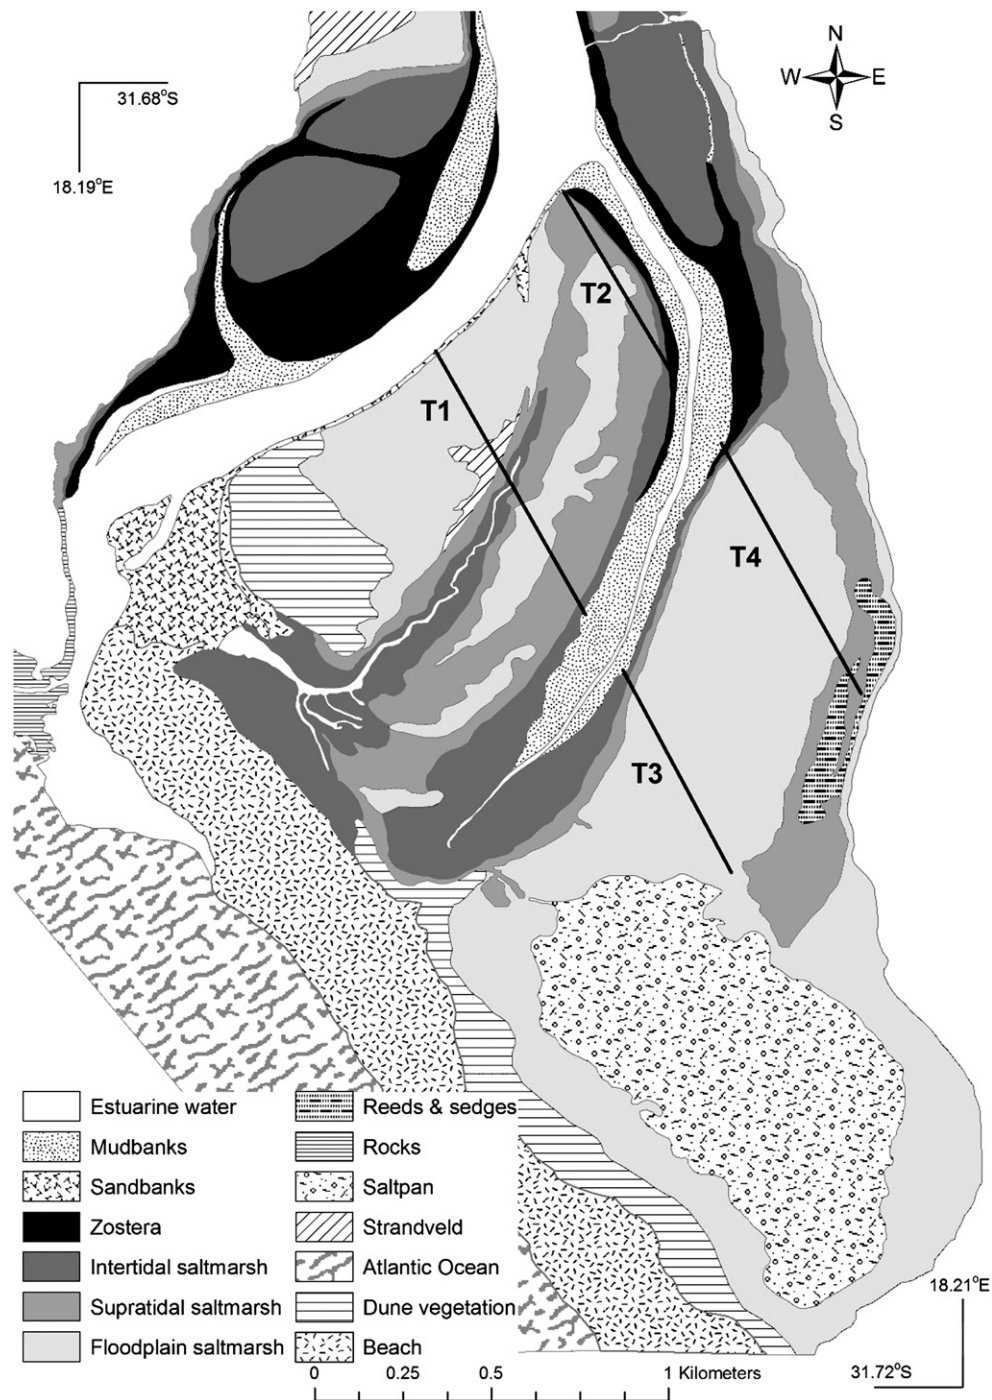 N
W E
S
31.68°S
18.19°E
T2
T1
T4
T3
Estuarine water
Mudbanks
Sandbanks
Zostera
Intertidal saltmarsh
Supratidal saltmarsh
Floodplain saltmarsh
Reeds & sedges
Rocks
Saltpan
Strandveld
Atlantic Ocean
Dune vegetation
Beach
18.21°E
31.72°S
0 0.25 0.5 1 Kilometers